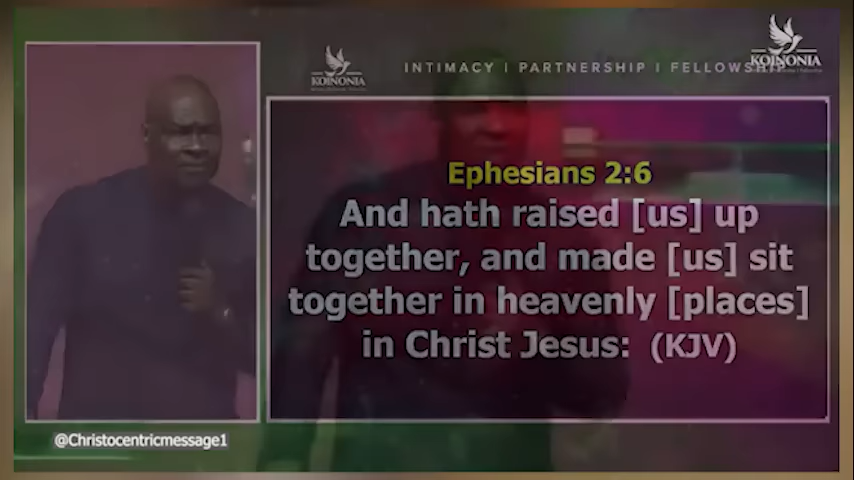 KOINONIA
INTIMACY | PARTNERSHIP | FELLOWSHIP
KOINONIA
Ephesians 2:6
And hath raised [us] up
together, and made [us] sit
together in heavenly [places]
in Christ Jesus: (KJV)
@Christocentricmessage1